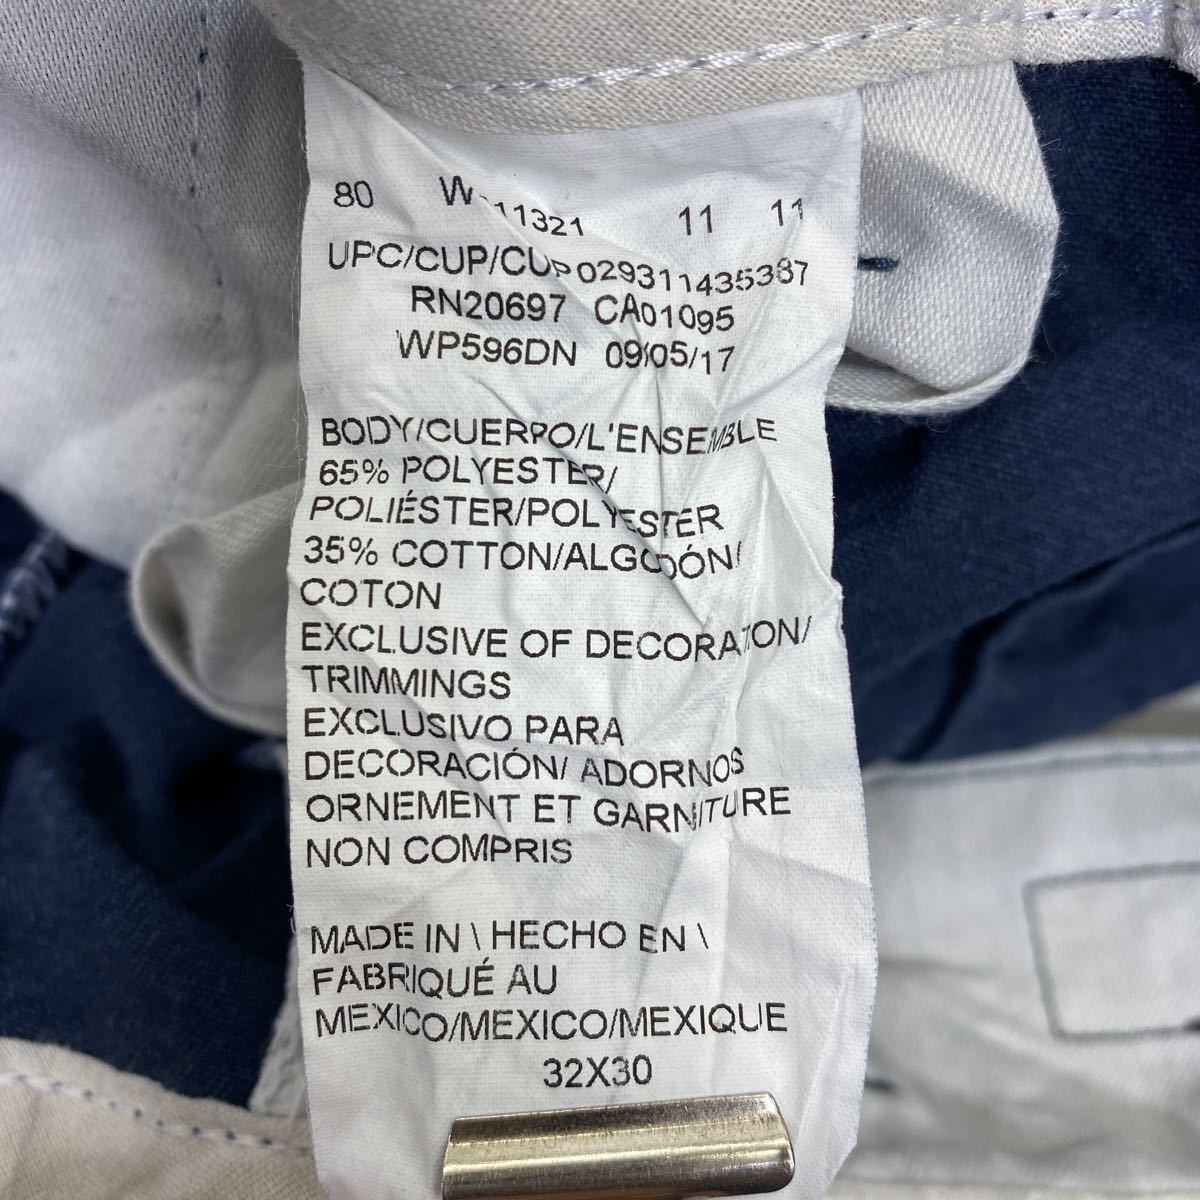 80 11321 11 11
UPC/CUP/CUP 029311435387
RN20697 CA01095
WP596DN 09/05/17
BODY/CUERPO/L'ENSEMBLE
65% POLYESTER/
POLIÉSTER/POLYESTER
35% COTTON/ALGODÓN/
COTON
EXCLUSIVE OF DECORATION/
TRIMMINGS
EXCLUSIVO PARA
DECORACIÓN/ ADORNOS
ORNEMENT ET GARNITURE
NON COMPRIS
MADE IN \ HECHO EN \
FABRIQUÉ AU
MEXICO/MEXICO/MEXIQUE
32X30